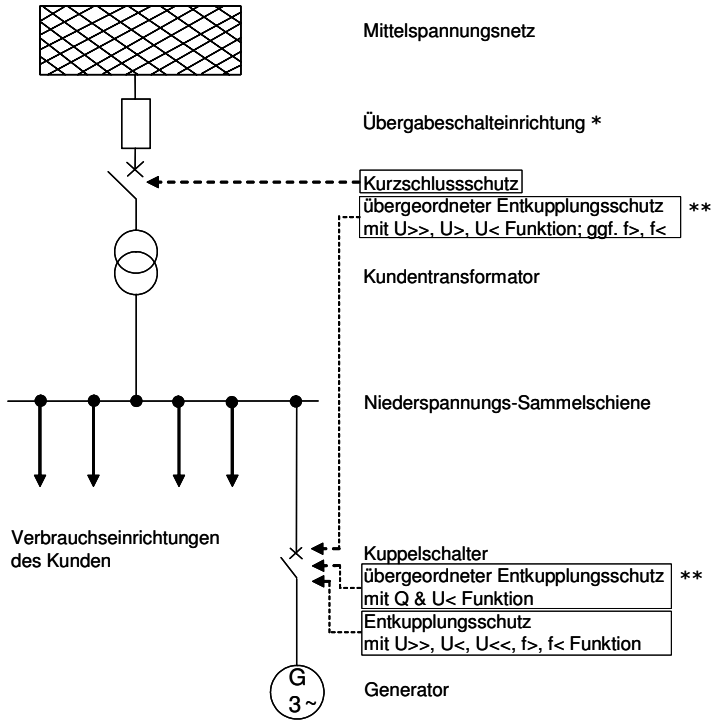 Mittelspannungsnetz
Übergabeschalteinrichtung *
Kurzschlussschutz
übergeordneter Entkupplungsschutz **
mit U>>, U>, U< Funktion; ggf. f>, f<
Kundentransformator
Niederspannungs-Sammelschiene
Verbrauchseinrichtungen
des Kunden
Kuppelschalter
übergeordneter Entkupplungsschutz **
mit Q & U< Funktion
Entkupplungsschutz
mit U>>, U<, U<<, f>, f< Funktion
G
3~
Generator